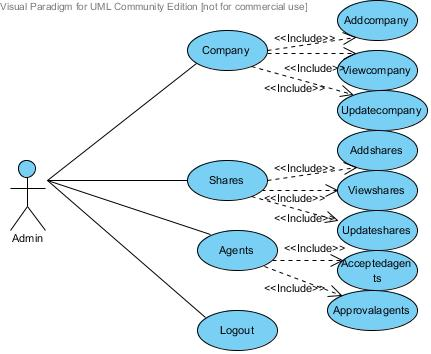 Visual Paradigm for UML Community Edition [not for commercial use]
Addcompany
<<Include>>
Company
<<Include>>
Viewcompany
<<Include>>
Updatecompany
Addshares
<<Include>>
Shares
Viewshares
<<Include>>
<<Include>>
Updateshares
Admin
Agents
<<Include>>
Acceptedagen
ts
<<Include>>
Approvalagents
Logout